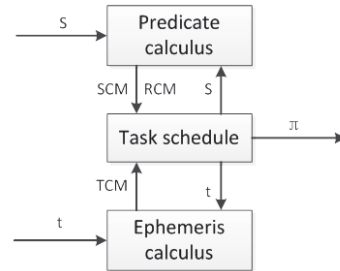 S
Predicate
calculus
SCM RCM S
Task schedule
π
TCM t
t
Ephemeris
calculus